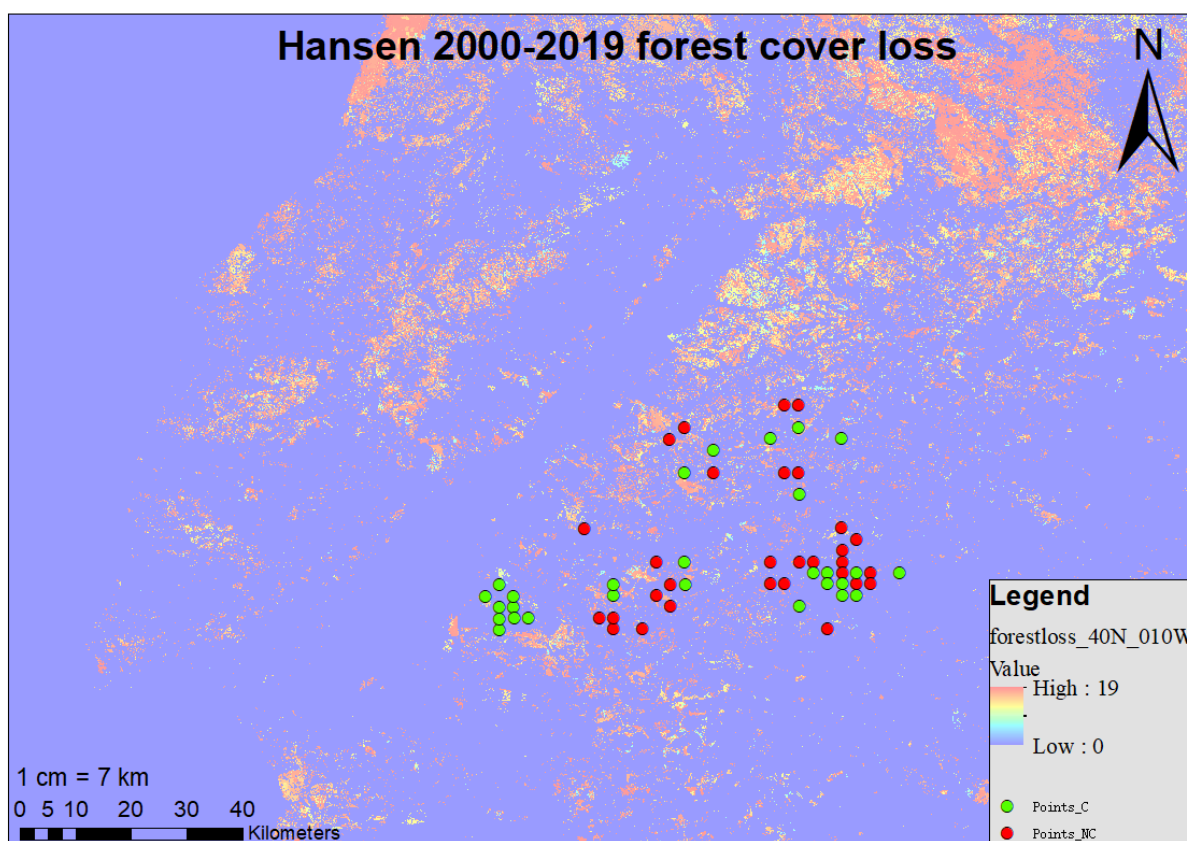 Hansen 2000-2019 forest cover loss
N
Legend
forestloss_40N_010W
Value
High : 19
Low : 0
Points_C
Points_NC
1 cm = 7 km
0 5 10 20 30 40
Kilometers